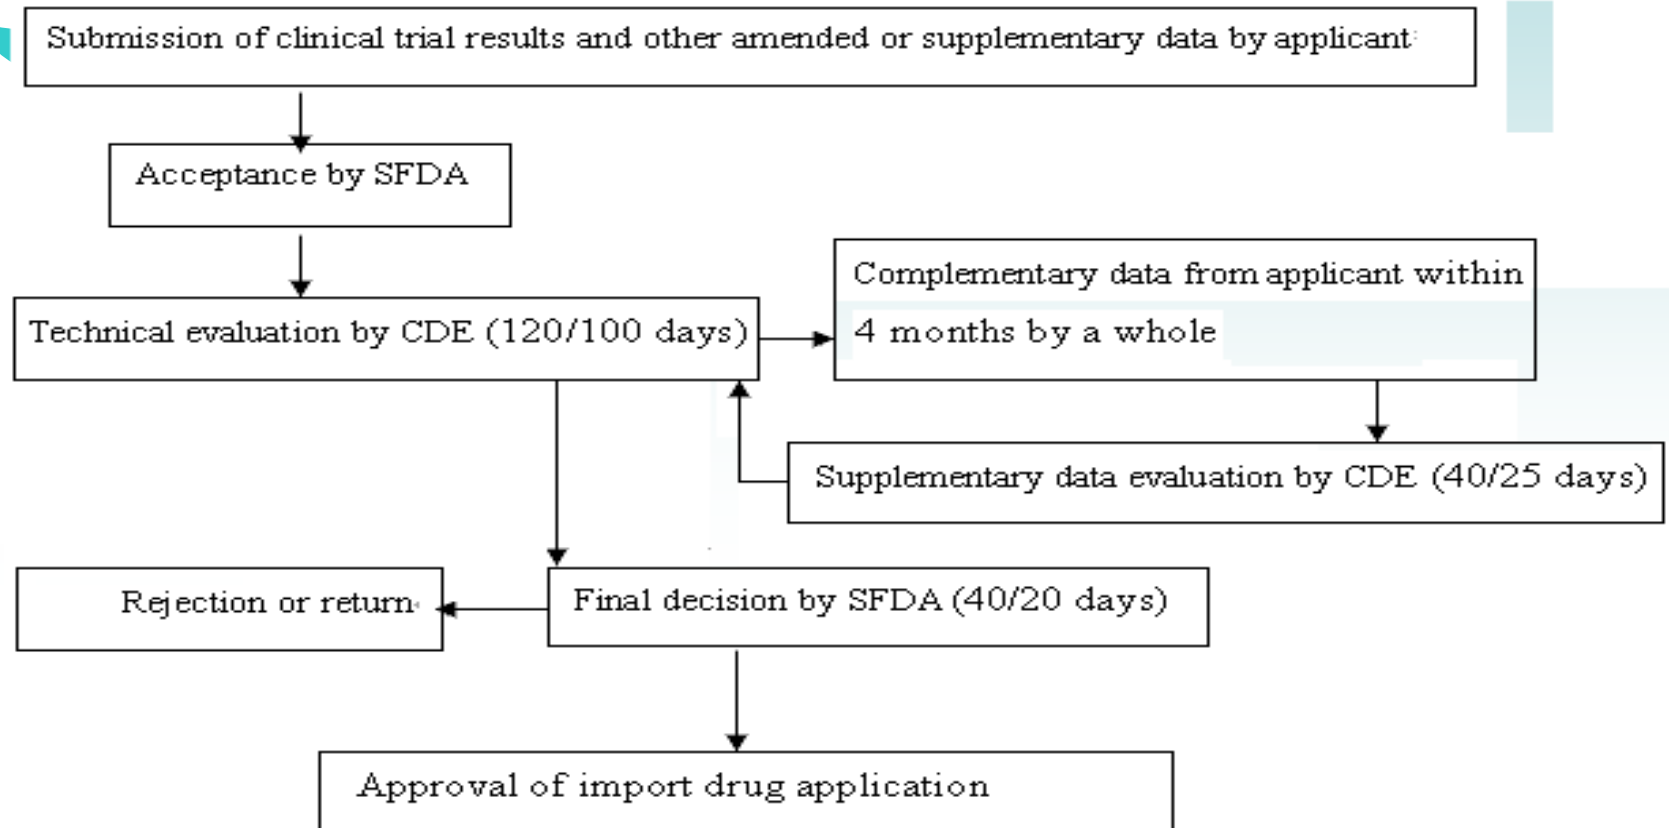 Submission of clinical trial results and other amended or supplementary data by applicant
Acceptance by SFDA
Technical evaluation by CDE (120/100 days)
Complementary data from applicant within
4 months by a whole
Supplementary data evaluation by CDE (40/25 days)
Rejection or return
Final decision by SFDA (40/20 days)
Approval of import drug application